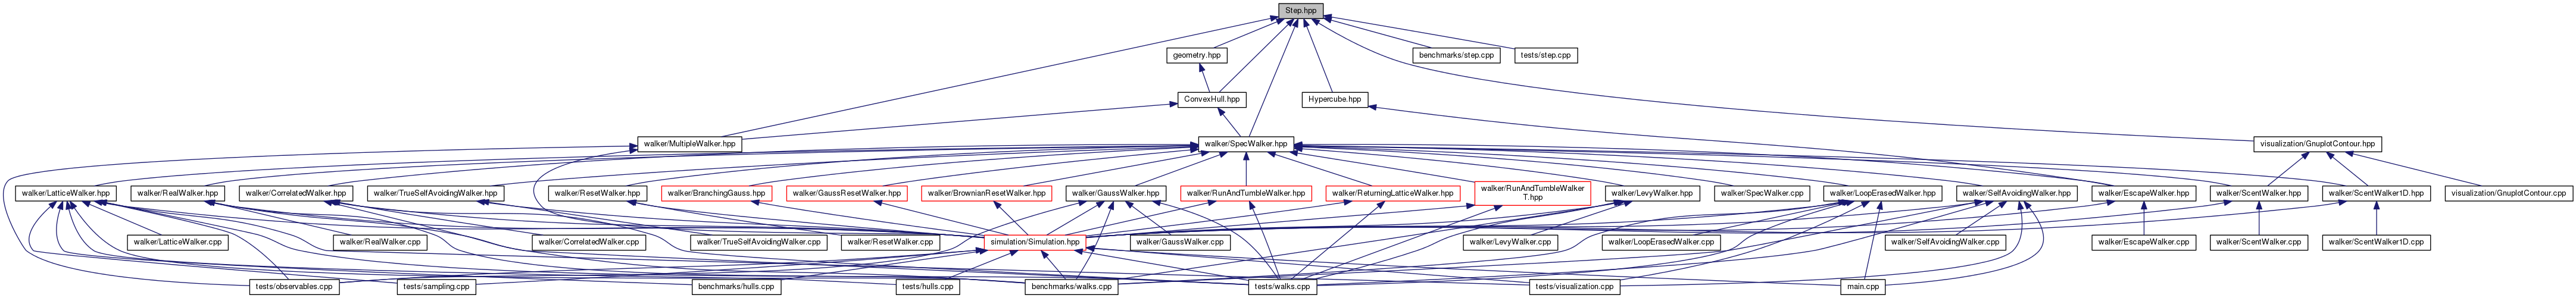 Step.hpp
geometry.hpp
benchmarks/step.cpp
tests/step.cpp
ConvexHull.hpp
Hypercube.hpp
walker/MultipleWalker.hpp
walker/SpecWalker.hpp
visualization/GnuplotContour.hpp
walker/LatticeWalker.hpp
walker/RealWalker.hpp
walker/CorrelatedWalker.hpp
walker/TrueSelfAvoidingWalker.hpp
walker/ResetWalker.hpp
walker/BranchingGauss.hpp
walker/GaussResetWalker.hpp
walker/BrownianResetWalker.hpp
walker/GaussWalker.hpp
walker/RunAndTumbleWalker.hpp
walker/ReturningLatticeWalker.hpp
walker/RunAndTumbleWalker
T.hpp
walker/LevyWalker.hpp
walker/SpecWalker.cpp
walker/LoopErasedWalker.hpp
walker/SelfAvoidingWalker.hpp
walker/EscapeWalker.hpp
walker/ScentWalker.hpp
walker/ScentWalker1D.hpp
visualization/GnuplotContour.cpp
walker/LatticeWalker.cpp
walker/RealWalker.cpp
walker/CorrelatedWalker.cpp
walker/TrueSelfAvoidingWalker.cpp
walker/ResetWalker.cpp
simulation/Simulation.hpp
walker/GaussWalker.cpp
walker/LevyWalker.cpp
walker/LoopErasedWalker.cpp
walker/SelfAvoidingWalker.cpp
walker/EscapeWalker.cpp
walker/ScentWalker.cpp
walker/ScentWalker1D.cpp
tests/observables.cpp
tests/sampling.cpp
benchmarks/hulls.cpp
tests/hulls.cpp
benchmarks/walks.cpp
tests/walks.cpp
tests/visualization.cpp
main.cpp